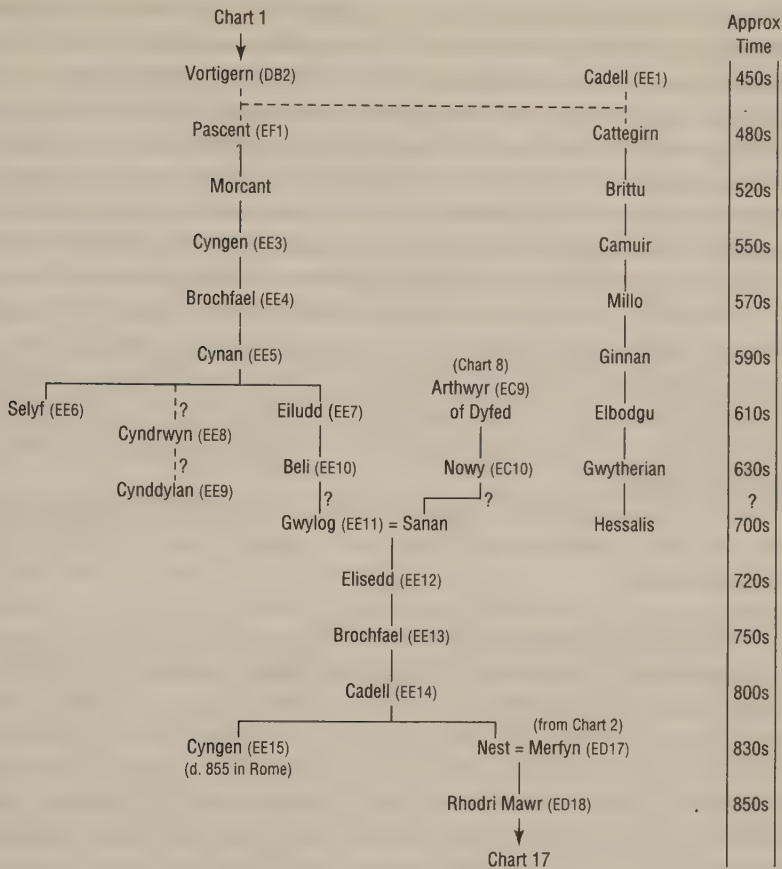 Chart 1
Approx
Time
Vortigern (DB2) Cadell (EE1) 450s
Pascent (EF1) Cattegirn 480s
Morcant Brittu 520s
Cyngen (EE3) Camuir 550s
Brochfael (EE4) Millo 570s
Cynan (EE5) Ginnan 590s
(Chart 8)
Arthwyr (EC9)
Selyf (EE6) ? Eiludd (EE7) of Dyfed Elbodgu 610s
Cyndrwyn (EE8)
? Beli (EE10) Nowy (EC10) Gwytherian 630s
Cynddylan (EE9)
? ? ?
Gwylog (EE11) = Sanan Hessalis 700s
Elisedd (EE12) 720s
Brochfael (EE13) 750s
Cadell (EE14) 800s
(from Chart 2)
Cyngen (EE15) Nest = Merfyn (ED17) 830s
(d. 855 in Rome)
Rhodri Mawr (ED18) 850s
Chart 17